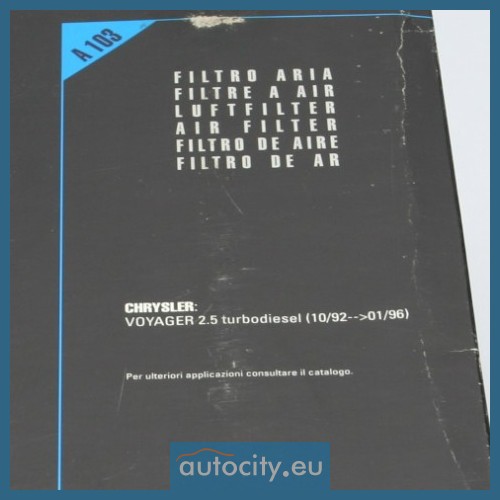 A 103
FILTRO ARIA
FILTRE A AIR
LUFTFILTER
AIR FILTER
FILTRO DE AIRE
FILTRO DE AR
CHRYSLER:
VOYAGER 2.5 turbodiesel (10/92-->01/96)
Per ulteriori applicazioni consultare il catalogo.
autocity.eu